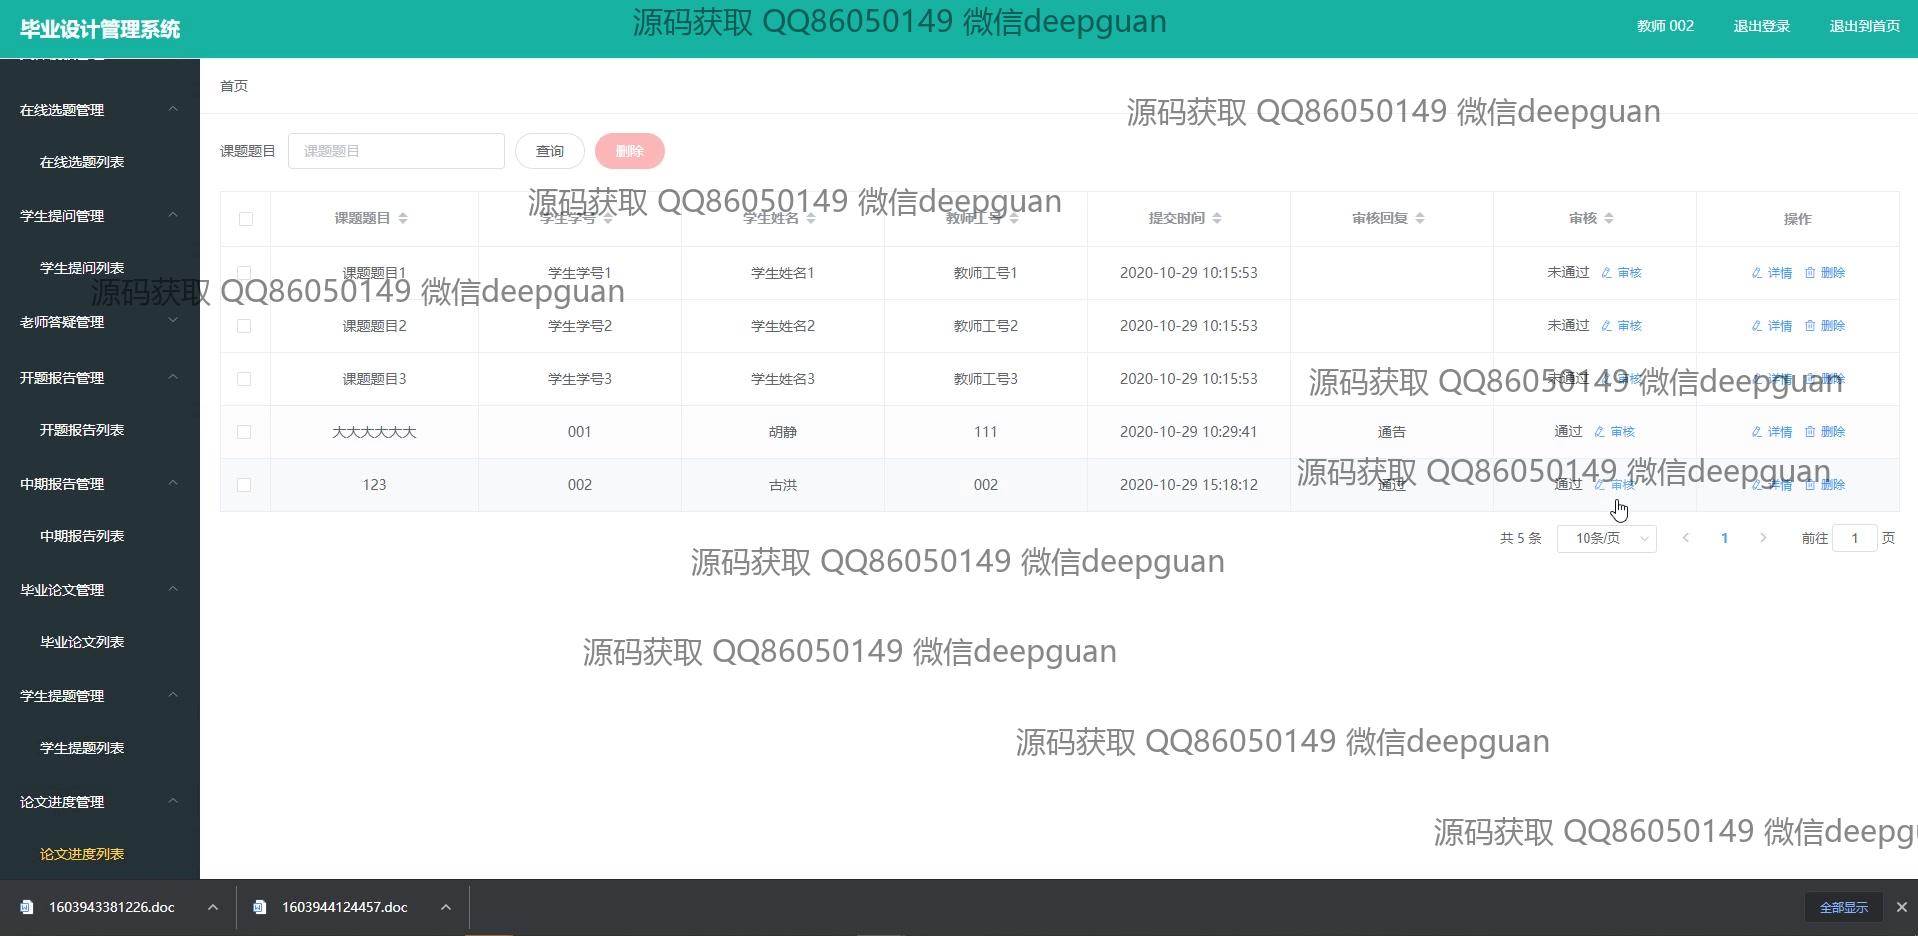 毕业设计管理系统
源码获取 QQ86050149 微信deepguan
教师 002 退出登录 退出到首页
首页
在线选题管理
源码获取 QQ86050149 微信deepguan
课题题目 课题题目 查询 删除
在线选题列表
源码获取 QQ86050149 微信deepguan
学生提问管理
课题题目 学生学号 学生姓名 教师工号 提交时间 审核回复 审核 操作
学生提问列表
课题题目1 学生学号1 学生姓名1 教师工号1 2020-10-29 10:15:53 未通过 审核 详情 删除
源码获取 QQ86050149 微信deepguan
老师答疑管理
课题题目2 学生学号2 学生姓名2 教师工号2 2020-10-29 10:15:53 未通过 审核 详情 删除
开题报告管理
课题题目3 学生学号3 学生姓名3 教师工号3 2020-10-29 10:15:53 未通过 审核 详情 删除
源码获取 QQ86050149 微信deepguan
开题报告列表
大大大大大大 001 胡静 111 2020-10-29 10:29:41 通告 通过 审核 详情 删除
源码获取 QQ86050149 微信deepguan
中期报告管理
123 002 古洪 002 2020-10-29 15:18:12 通过 通过 审核 详情 删除
中期报告列表
共 5 条 10条/页 1 前往 1 页
源码获取 QQ86050149 微信deepguan
毕业论文管理
毕业论文列表
源码获取 QQ86050149 微信deepguan
学生提题管理
学生提题列表
源码获取 QQ86050149 微信deepguan
论文进度管理
源码获取 QQ86050149 微信deepgu
论文进度列表
1603943381226.doc 1603944124457.doc 全部显示